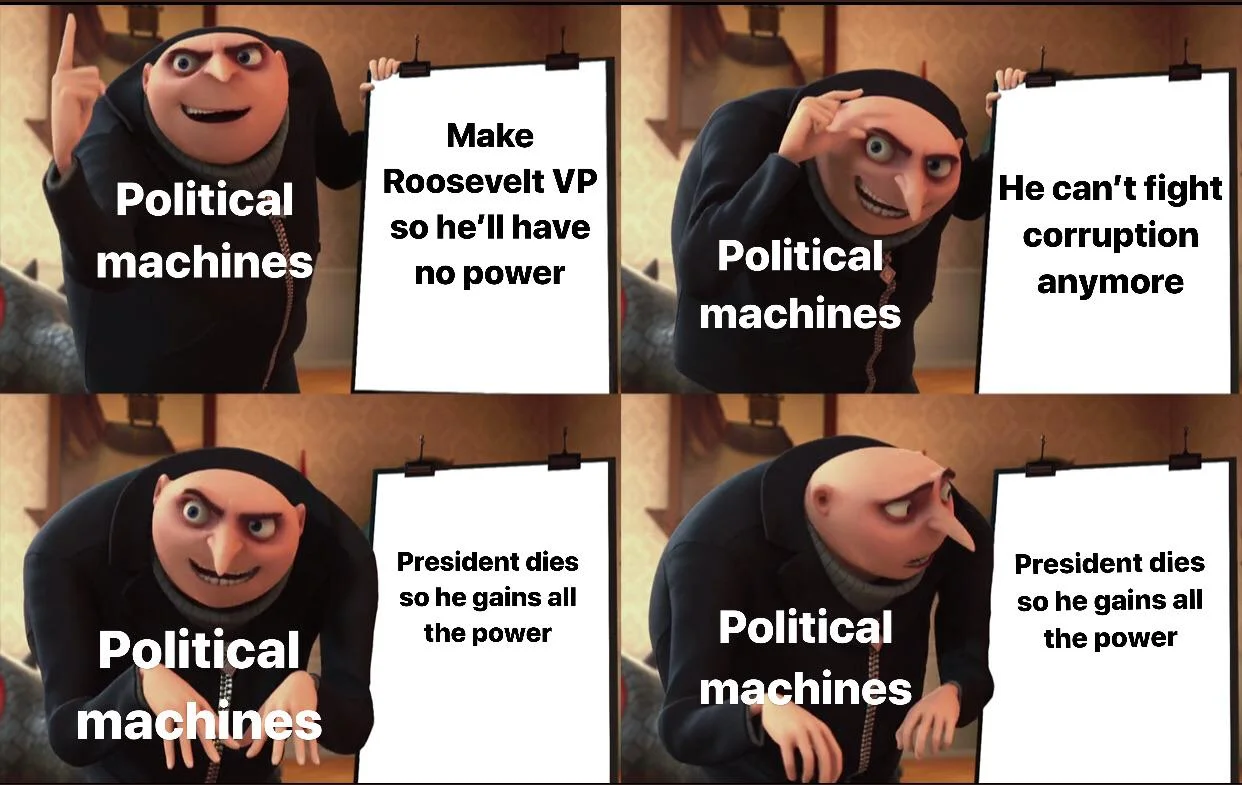 Political
machines
Make
Roosevelt VP
so he’ll have
no power
Political
machines
He can’t fight
corruption
anymore
Political
machines
President dies
so he gains all
the power
Political
machines
President dies
so he gains all
the power